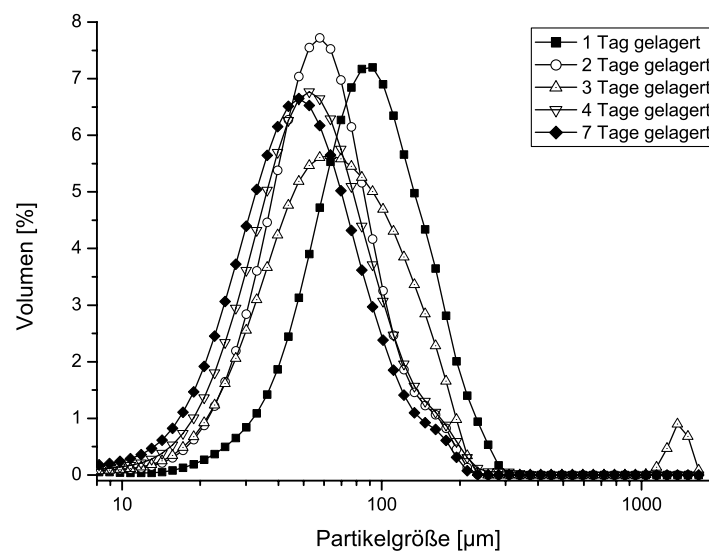 8
7
6
5
4
3
2
1
0
Volumen [%]
1 Tag gelagert
2 Tage gelagert
3 Tage gelagert
4 Tage gelagert
7 Tage gelagert
10 100 1000
Partikelgröße [µm]